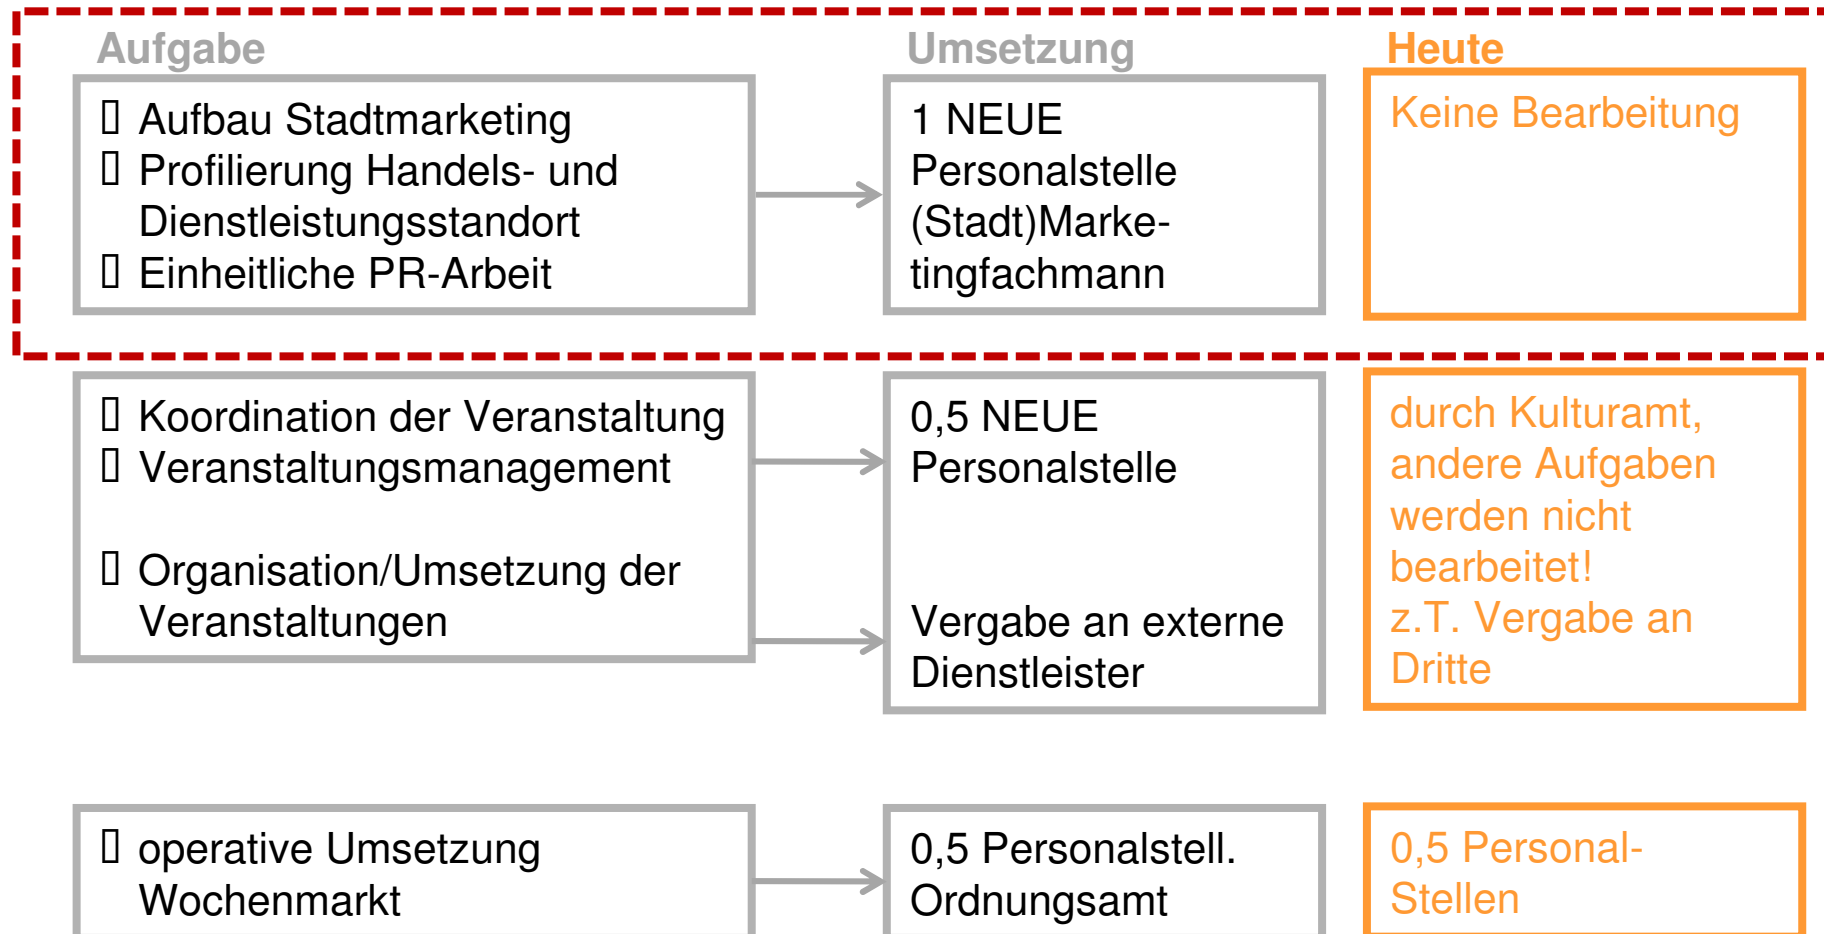 Aufgabe
Umsetzung
Heute
Aufbau Stadtmarketing
Profilierung Handels- und
Dienstleistungsstandort
Einheitliche PR-Arbeit
1 NEUE
Personalstelle
(Stadt)Marke-
tingfachmann
Keine Bearbeitung
Koordination der Veranstaltung
Veranstaltungsmanagement
Organisation/Umsetzung der
Veranstaltungen
0,5 NEUE
Personalstelle
Vergabe an externe
Dienstleister
durch Kulturamt,
andere Aufgaben
werden nicht
bearbeitet!
z.T. Vergabe an
Dritte
operative Umsetzung
Wochenmarkt
0,5 Personalstell.
Ordnungsamt
0,5 Personal-
Stellen